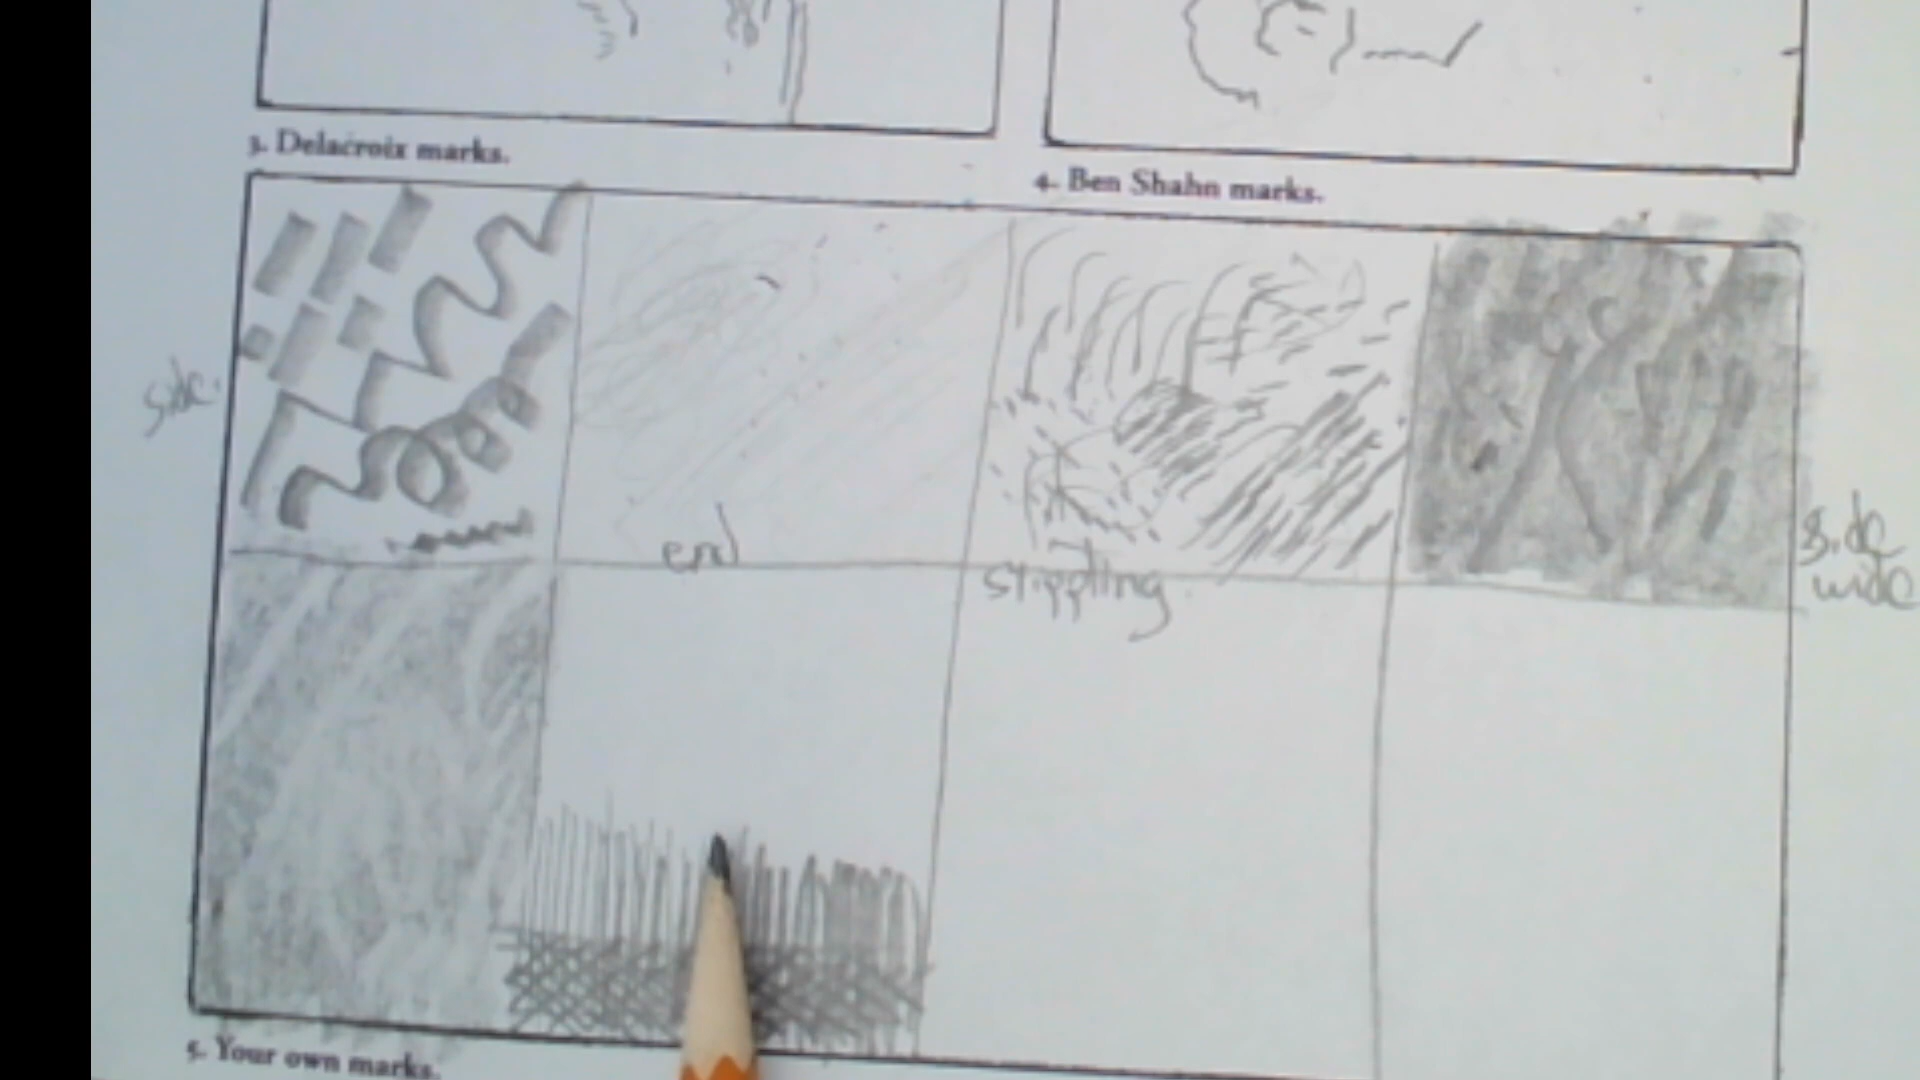 3. Delacroix marks.
4. Ben Shahn marks.
side.
end
stippling
side
wide
5. Your own marks.